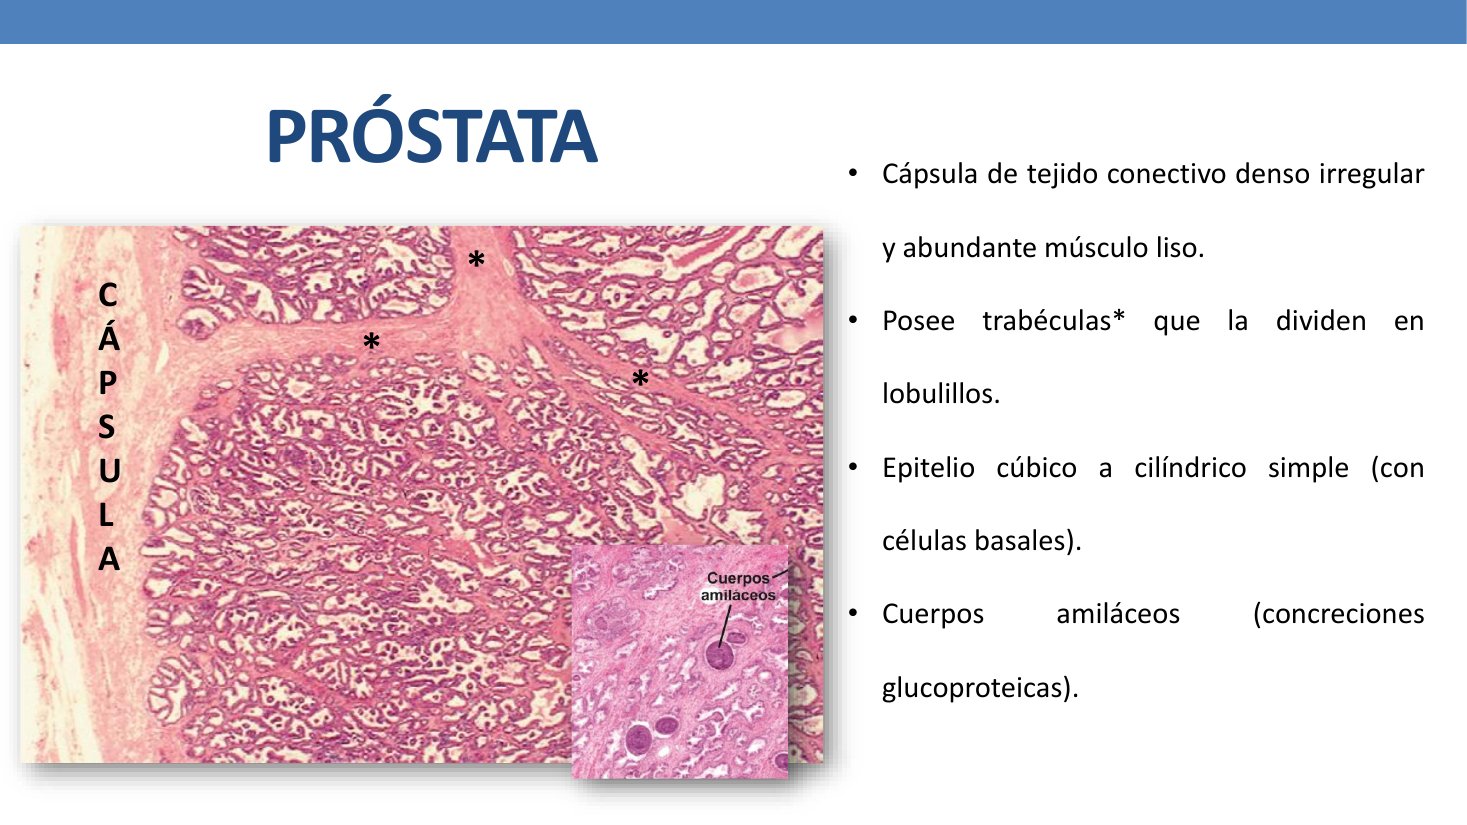 PRÓSTATA
C
Á
P
S
U
L
A
*
*
*
Cuerpos
amiláceos
• Cápsula de tejido conectivo denso irregular
y abundante músculo liso.
• Posee trabéculas* que la dividen en
lobulillos.
• Epitelio cúbico a cilíndrico simple (con
células basales).
• Cuerpos amiláceos (concreciones
glucoproteicas).